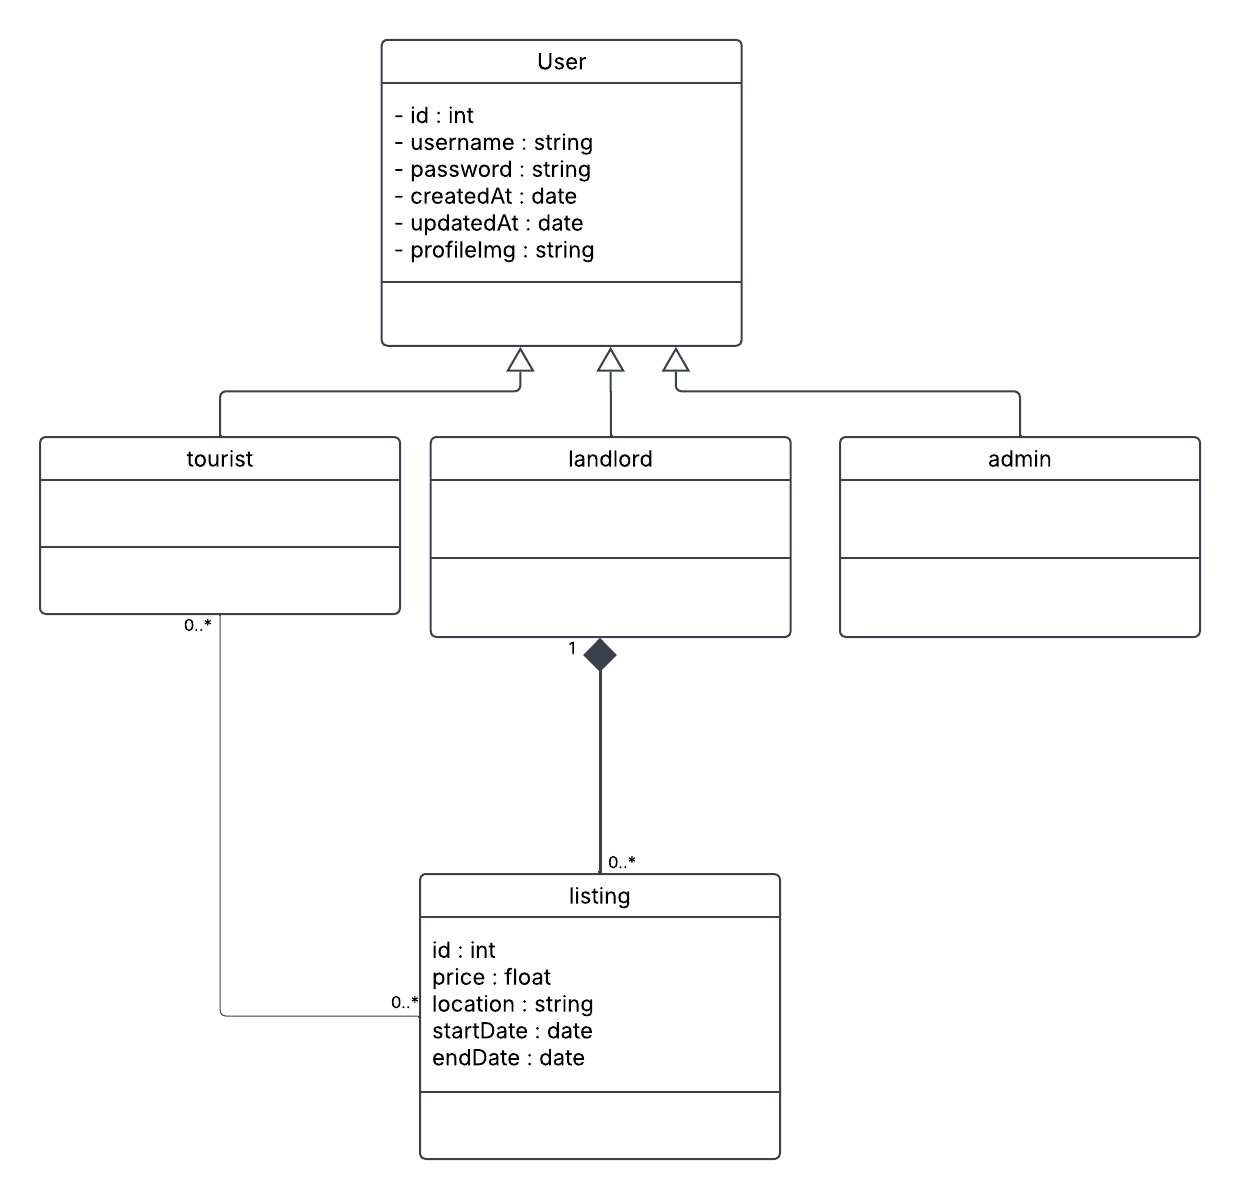 User
- id : int
- username : string
- password : string
- createdAt : date
- updatedAt : date
- profileImg : string
tourist
landlord
admin
0..*
1
0..*
listing
id : int
price : float
0..*
location : string
startDate : date
endDate : date